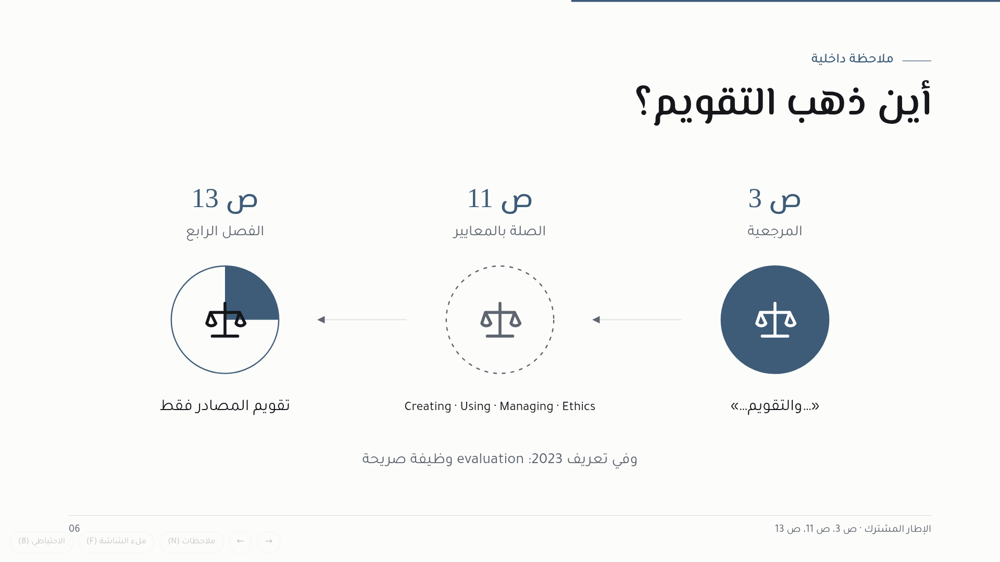 ملاحظة داخلية
أين ذهب التقويم؟
ص 3
المرجعية
«…والتقويم…»
ص 11
الصلة بالمعايير
Creating · Using · Managing · Ethics
ص 13
الفصل الرابع
تقويم المصادر فقط
وفي تعريف 2023: evaluation وظيفة صريحة
الإطار المشترك · ص 3، ص 11، ص 13
06
→
←
ملاحظات (N)
ملء الشاشة (F)
الاحتياطي (B)